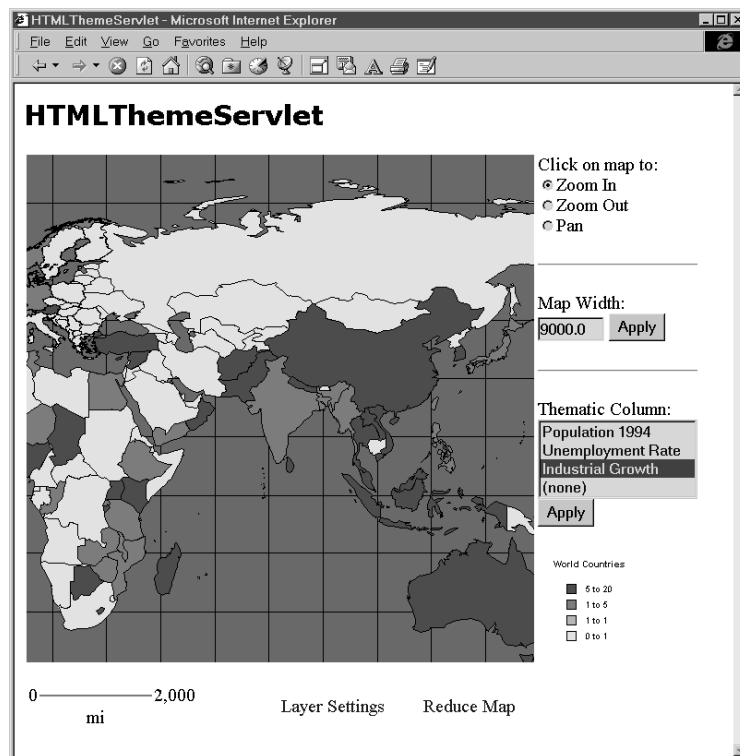 HTMLThemeServlet - Microsoft Internet Explorer
File Edit View Go Favorites Help
HTMLThemeServlet
Click on map to:
Zoom In
Zoom Out
Pan
Map Width:
9000.0 Apply
Thematic Column:
Population 1994
Unemployment Rate
Industrial Growth
(none)
Apply
World Countries
5 to 20
1 to 5
1 to 1
0 to 1
0 2,000
mi
Layer Settings Reduce Map